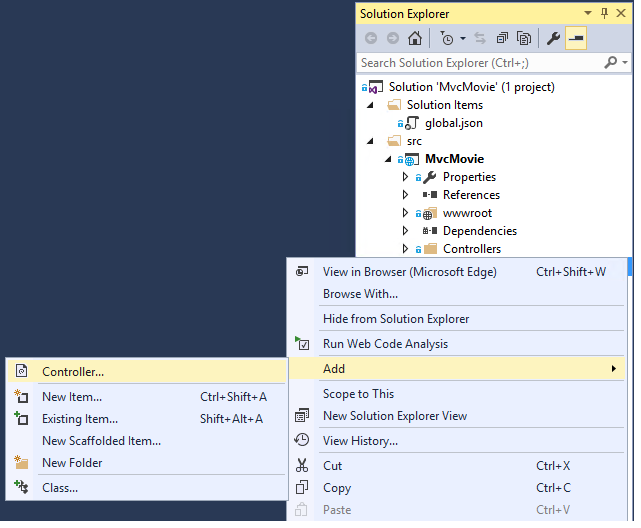 Solution Explorer
Search Solution Explorer (Ctrl+;)
Solution 'MvcMovie' (1 project)
Solution Items
global.json
src
MvcMovie
Properties
References
wwwroot
Dependencies
Controllers
View in Browser (Microsoft Edge) Ctrl+Shift+W
Browse With...
Hide from Solution Explorer
Run Web Code Analysis
Add
Scope to This
New Solution Explorer View
View History...
Cut Ctrl+X
Copy Ctrl+C
Paste Ctrl+V
Controller...
New Item... Ctrl+Shift+A
Existing Item... Shift+Alt+A
New Scaffolded Item...
New Folder
Class...